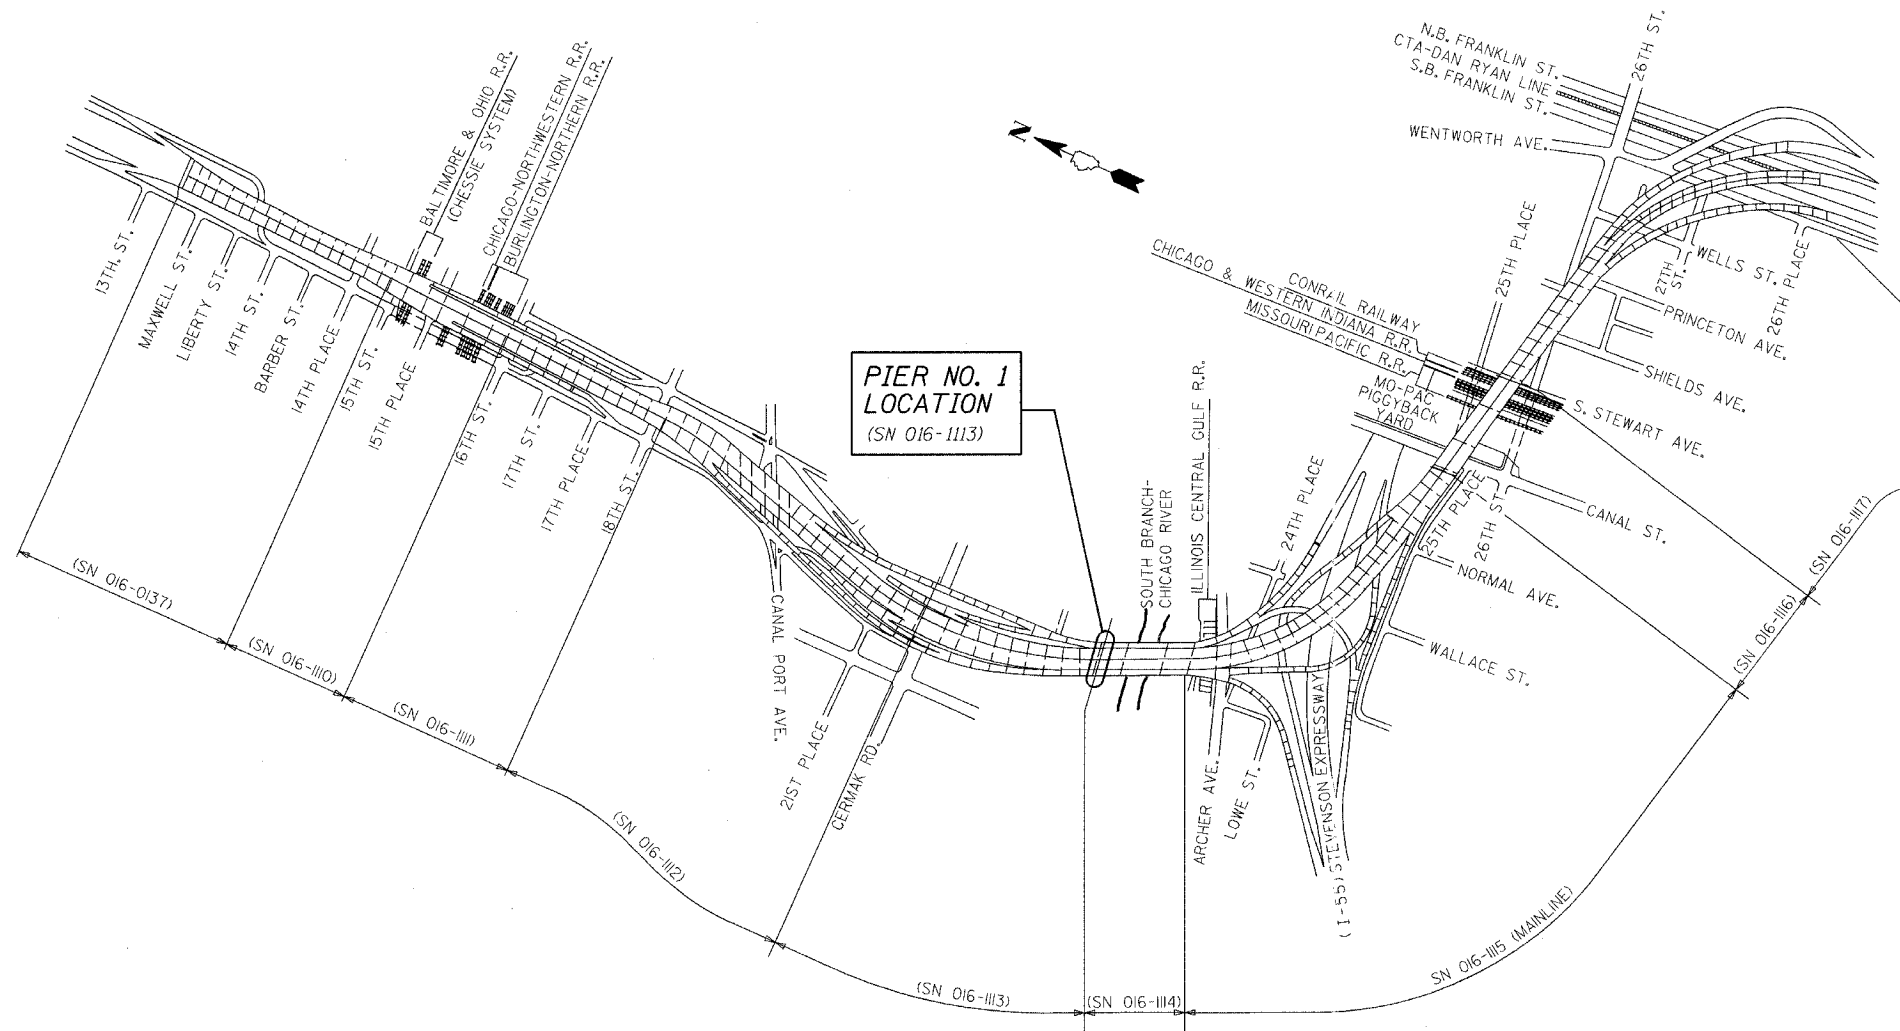 N.B. FRANKLIN ST.
CTA-DAN RYAN LINE
S.B. FRANKLIN ST.
26TH ST.
WENTWORTH AVE.
N
BALTIMORE & OHIO R.R.
(CHESSIE SYSTEM)
CHICAGO-NORTHWESTERN R.R.
BURLINGTON-NORTHERN R.R.
13TH. ST.
MAXWELL ST.
LIBERTY ST.
14TH ST.
BARBER ST.
14TH PLACE
15TH ST.
15TH PLACE
16TH ST.
17TH ST.
17TH PLACE
18TH ST.
CHICAGO & WESTERN INDIANA R.R.
CONRAIL RAILWAY
MISSOURI PACIFIC R.R.
MO-PAC
PIGGYBACK
YARD
25TH PLACE
27TH ST.
WELLS ST.
26TH PLACE
PRINCETON AVE.
SHIELDS AVE.
S. STEWART AVE.
PIER NO. 1
LOCATION
(SN 016-1113)
SOUTH BRANCH-
CHICAGO RIVER
ILLINOIS CENTRAL GULF R.R.
24TH PLACE
25TH PLACE
26TH ST.
CANAL ST.
NORMAL AVE.
WALLACE ST.
CANAL PORT AVE.
21ST PLACE
CERMAK RD.
ARCHER AVE.
LOWE ST.
(I-55) STEVENSON EXPRESSWAY
(SN 016-0137)
(SN 016-1110)
(SN 016-1111)
(SN 016-1112)
(SN 016-1113)
(SN 016-1114)
SN 016-1115 (MAINLINE)
(SN 016-1116)
(SN 016-1117)